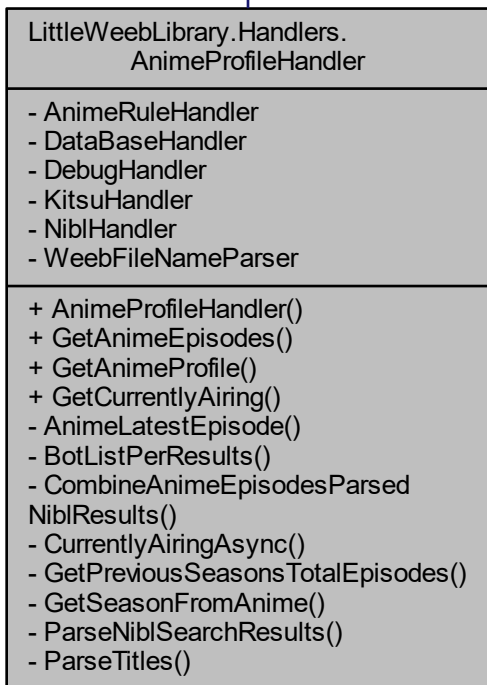 LittleWeebLibrary.Handlers.
AnimeProfileHandler
- AnimeRuleHandler
- DataBaseHandler
- DebugHandler
- KitsuHandler
- NiblHandler
- WeebFileNameParser
+ AnimeProfileHandler()
+ GetAnimeEpisodes()
+ GetAnimeProfile()
+ GetCurrentlyAiring()
- AnimeLatestEpisode()
- BotListPerResults()
- CombineAnimeEpisodesParsed
NiblResults()
- CurrentlyAiringAsync()
- GetPreviousSeasonsTotalEpisodes()
- GetSeasonFromAnime()
- ParseNiblSearchResults()
- ParseTitles()